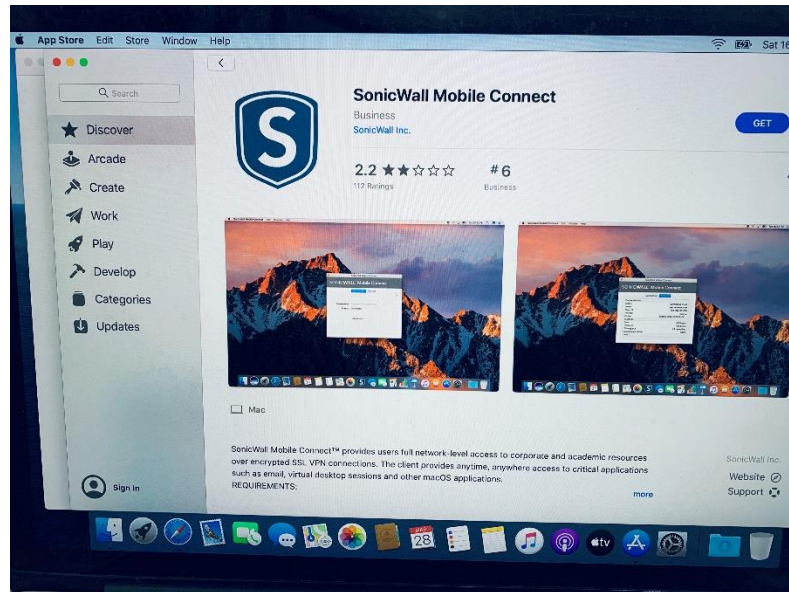 App Store Edit Store Window Help
Sat 16
Search
Discover
Arcade
Create
Work
Play
Develop
Categories
Updates
Sign In
S
SonicWall Mobile Connect
Business
SonicWall Inc.
GET
2.2
112 Ratings
#6
Business
Mac
SonicWall Mobile Connect™ provides users full network-level access to corporate and academic resources
over encrypted SSL VPN connections. The client provides anytime, anywhere access to critical applications
such as email, virtual desktop sessions and other macOS applications.
REQUIREMENTS:
more
SonicWall Inc.
Website
Support
28
tv